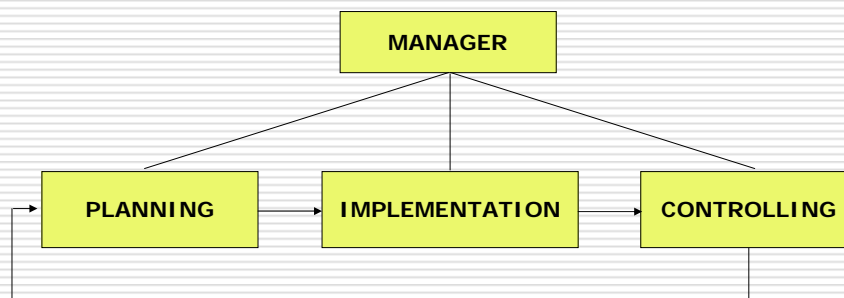 MANAGER
PLANNING
IMPLEMENTATION
CONTROLLING